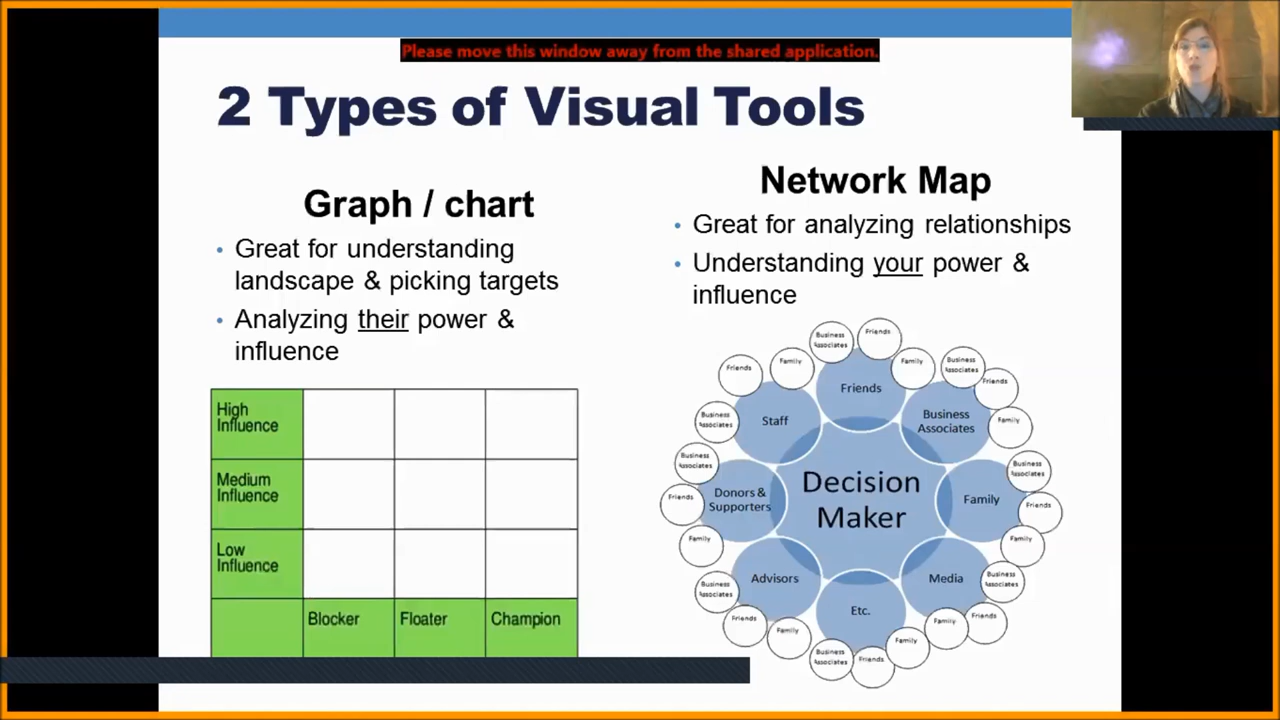 Please move this window away from the shared application.
2 Types of Visual Tools
Graph / chart
• Great for understanding
landscape & picking targets
• Analyzing their power &
influence
High
Influence
Medium
Influence
Low
Influence
Blocker
Floater
Champion
Network Map
• Great for analyzing relationships
• Understanding your power &
influence
Decision
Maker
Friends
Business
Associates
Friends
Family
Business
Associates
Business
Associates
Friends
Family
Family
Business
Associates
Friends
Family
Media
Business
Associates
Friends
Family
Etc.
Family
Friends
Business
Associates
Advisors
Family
Friends
Business
Associates
Donors &
Supporters
Family
Friends
Business
Associates
Staff
Business
Associates
Friends
Family